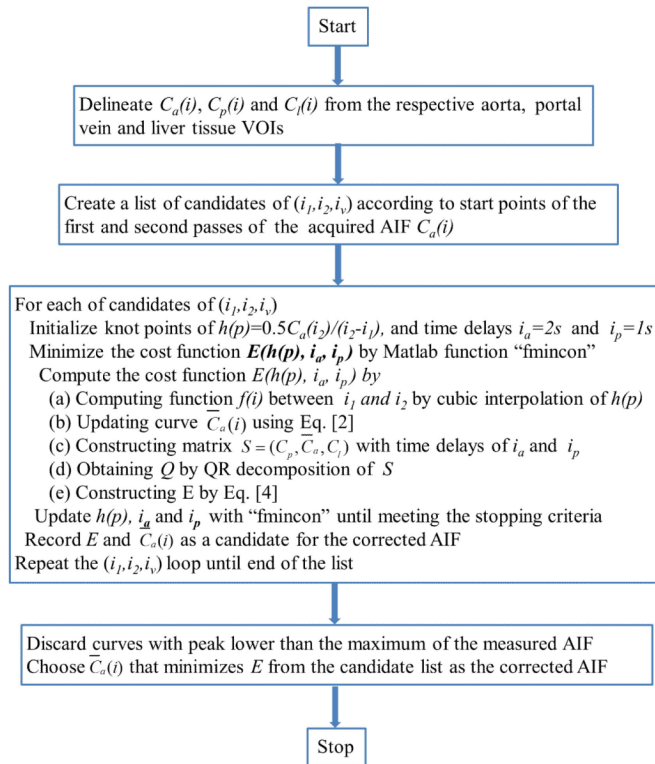 Start
Delineate Cₐ(i), Cₚ(i) and Cₗ(i) from the respective aorta, portal
vein and liver tissue VOIs
Create a list of candidates of (i₁,i₂,iᵥ) according to start points of the
first and second passes of the acquired AIF Cₐ(i)
For each of candidates of (i₁,i₂,iᵥ)
Initialize knot points of h(p)=0.5Cₐ(i₂)/(i₂-i₁), and time delays iₐ=2s and iₚ=1s
Minimize the cost function E(h(p), iₐ, iₚ) by Matlab function “fmincon”
Compute the cost function E(h(p), iₐ, iₚ) by
(a) Computing function f(i) between i₁ and i₂ by cubic interpolation of h(p)
(b) Updating curve C̅ₐ(i) using Eq. [2]
(c) Constructing matrix S = (Cₚ, C̅ₐ, Cₗ) with time delays of iₐ and iₚ
(d) Obtaining Q by QR decomposition of S
(e) Constructing E by Eq. [4]
Update h(p), iₐ and iₚ with “fmincon” until meeting the stopping criteria
Record E and C̅ₐ(i) as a candidate for the corrected AIF
Repeat the (i₁,i₂,iᵥ) loop until end of the list
Discard curves with peak lower than the maximum of the measured AIF
Choose C̅ₐ(i) that minimizes E from the candidate list as the corrected AIF
Stop